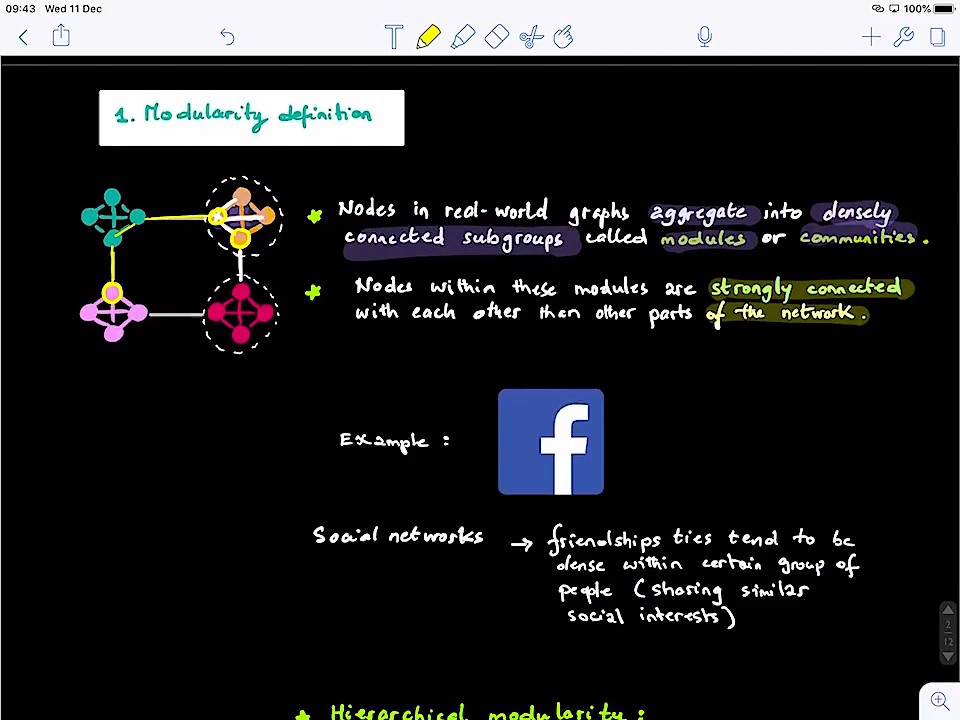 09:43 Wed 11 Dec
100%
T
1. Modularity definition
Nodes in real-world graphs aggregate into densely
connected subgroups called modules or communities.
Nodes within these modules are strongly connected
with each other than other parts of the network.
Example :
f
Social networks → friendships ties tend to be
dense within certain group of
people (sharing similar
social interests)
2
12
Hierarchical modularity :